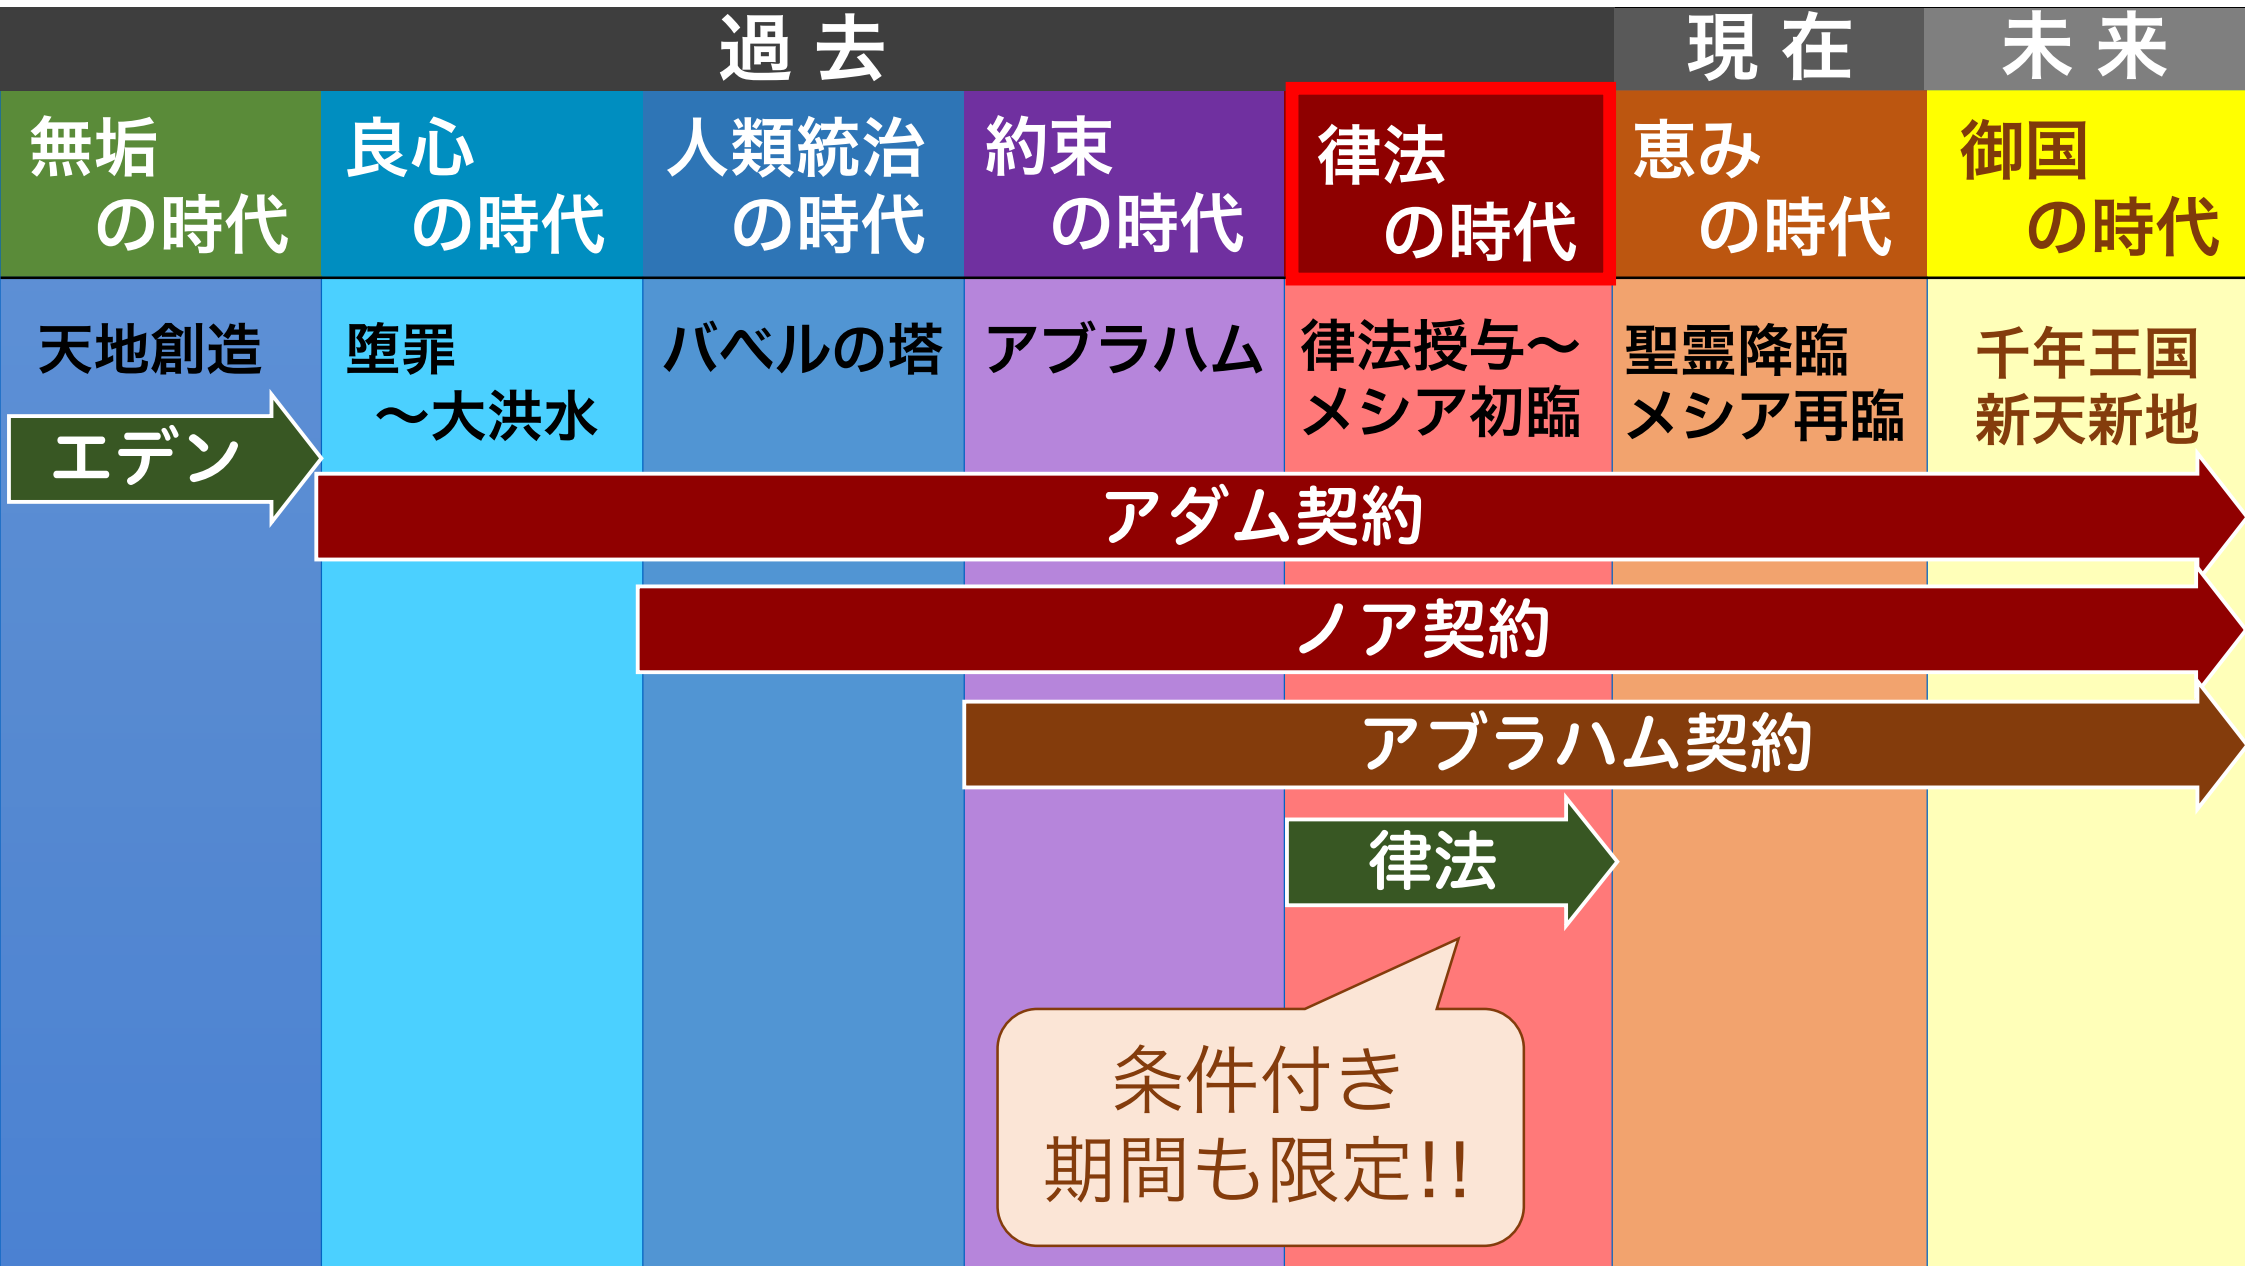 過去
現在
未来
無垢
の時代
良心
の時代
人類統治
の時代
約束
の時代
律法
の時代
恵み
の時代
御国
の時代
天地創造
堕罪
～大洪水
バベルの塔
アブラハム
律法授与～
メシア初臨
聖霊降臨
メシア再臨
千年王国
新天新地
エデン
アダム契約
ノア契約
アブラハム契約
律法
条件付き
期間も限定!!